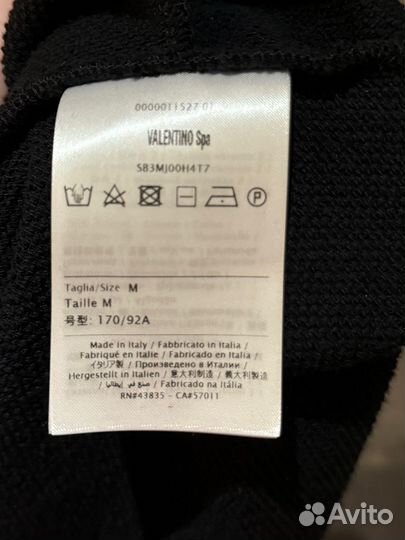 0000011527 01
VALENTINO Spa
SB3MJ00H4T7
P
Taglia/Size M
Taille M
号型: 170/92A
Made in Italy / Fabbricato in Italia /
Fabriqué en Italie / Fabricado en Italia /
イタリア製 / Произведено в Италии /
Hergestellt in Italien / 意大利制造 / 義大利製造
صنع في إيطاليا / Fabricado na Itália
RN#43835 - CA#57011
Avito